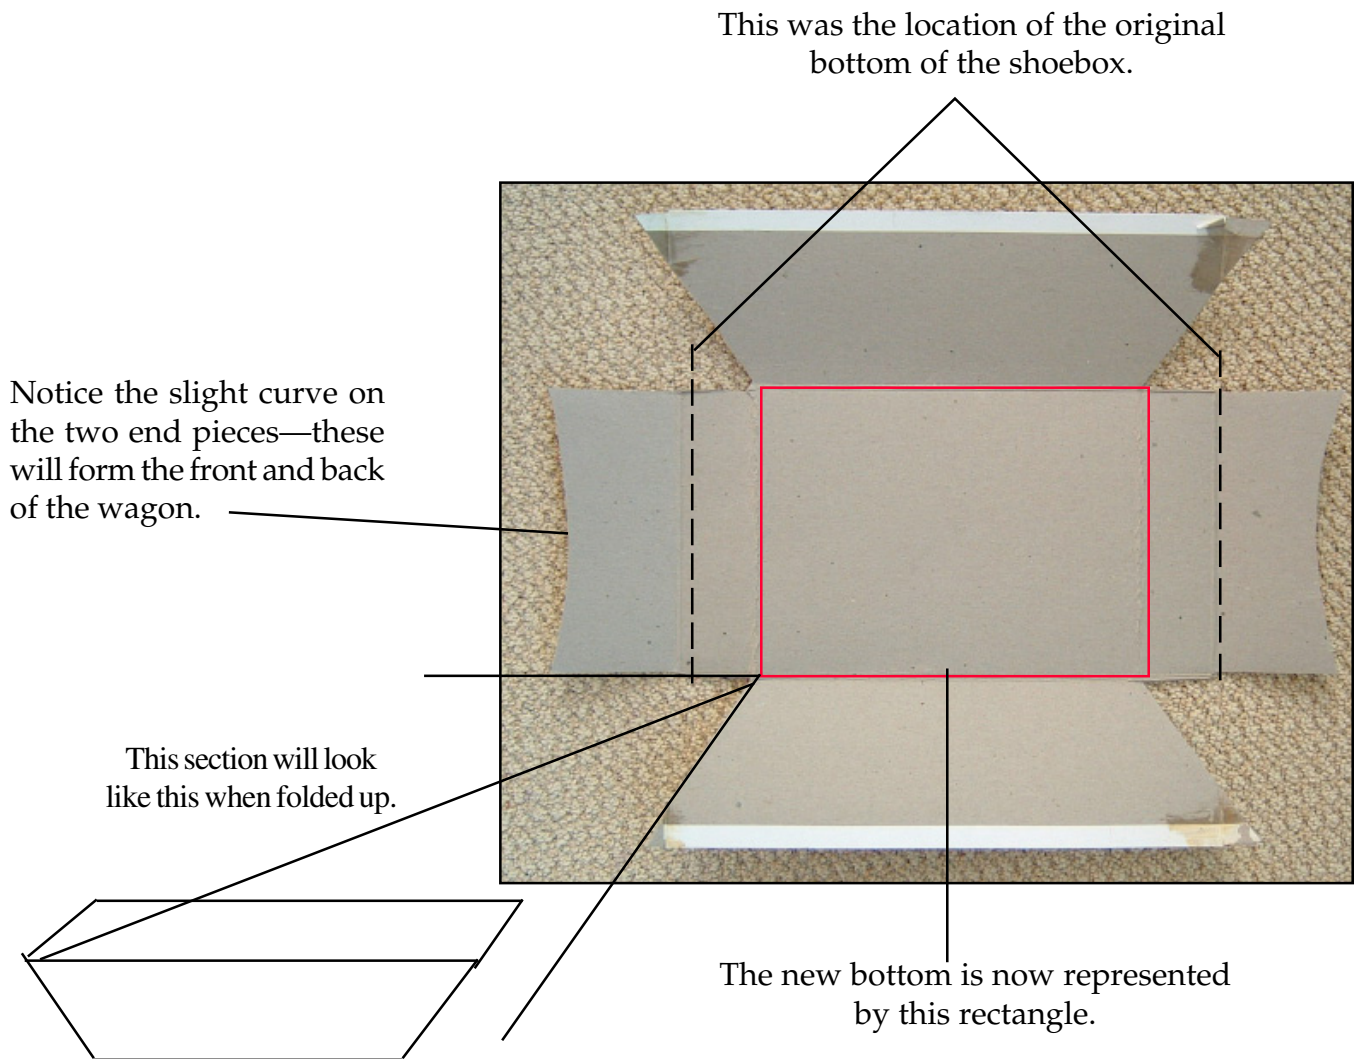 This was the location of the original
bottom of the shoebox.
Notice the slight curve on
the two end pieces—these
will form the front and back
of the wagon.
This section will look
like this when folded up.
The new bottom is now represented
by this rectangle.